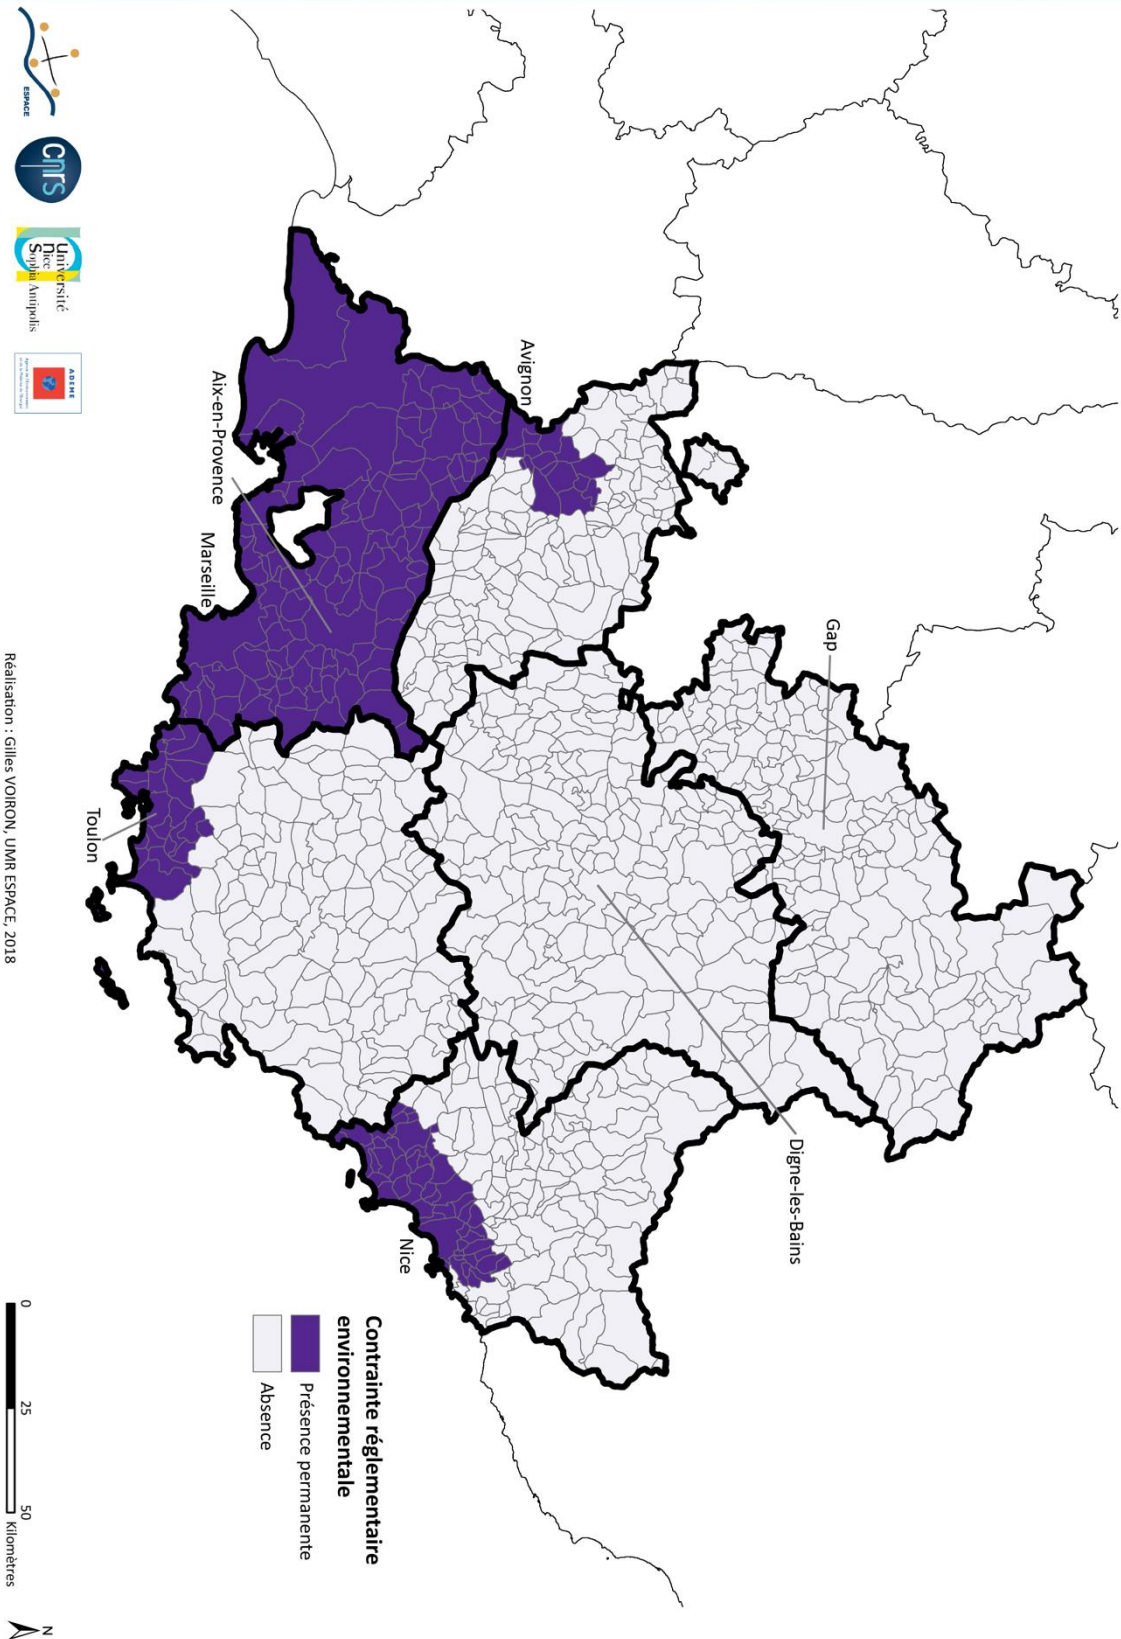 Gap
Digne-les-Bains
Avignon
Nice
Aix-en-Provence
Marseille
Toulon
Contrainte réglementaire
environnementale
Présence permanente
Absence
0 25 50
Kilomètres
N
ESPACE
cnrs
Université
nice
Sophia Antipolis
ADEME
Réalisation : Gilles VOIRON, UMR ESPACE, 2018